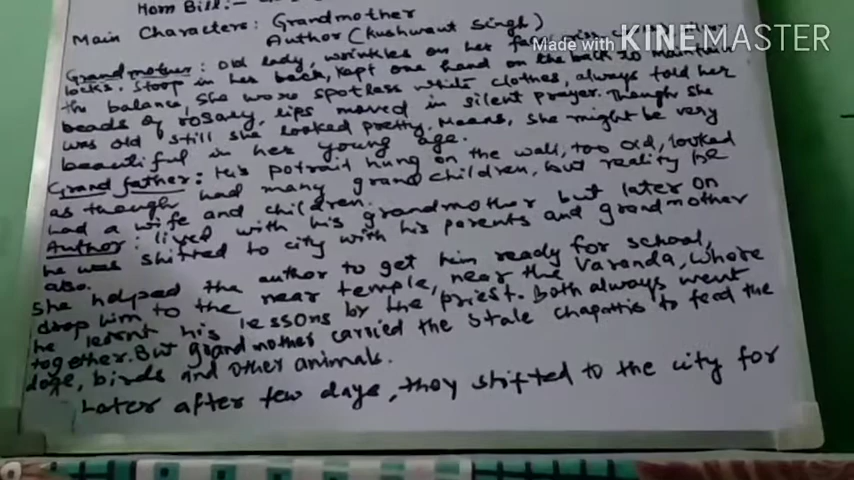 Horn Bill:-
Main Characters: Grandmother
Author (Kushwant Singh)
Made with KINEMASTER
Grandmother: Old lady, wrinkles on her face,
locks. Stoop in her back, kept one hand on the back to maintain
the balance, she wore spotless white clothes, always told her
beads of rosary, lips moved in silent prayer. Though she
was old still she looked pretty. Means, she might be very
beautiful in her young age.
Grand father: His potrait hung on the wall, too old, looked
as though had many grand children, but reality he
had a wife and children.
Author: lived with his grandmother but later on
he was shifted to city with his parents and grandmother
also.
She helped the author to get him ready for school,
drop him to the near temple, near the Varanda, whore
he learnt his lessons by the priest. Both always went
together. But grandmother carried the stale chapattis to feed the
dogs, birds and other animals.
Later after few days, they shifted to the city for